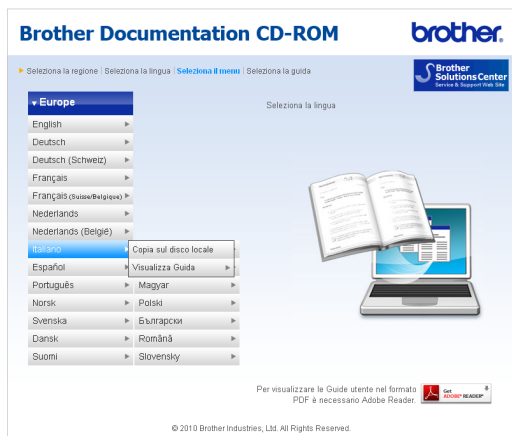 Brother Documentation CD-ROM
brother.
Seleziona la regione | Seleziona la lingua | Seleziona il menu | Seleziona la guida
Brother
Solutions Center
Service & Support Web Site
Europe
Seleziona la lingua
English
Deutsch
Deutsch (Schweiz)
Français
Français (Suisse/Belgique)
Nederlands
Nederlands (België)
Italiano
Copia sul disco locale
Español
Visualizza Guida
Português
Magyar
Norsk
Polski
Svenska
Български
Dansk
Română
Suomi
Slovensky
Per visualizzare le Guide utente nel formato
PDF è necessario Adobe Reader.
Get
ADOBE® READER®
© 2010 Brother Industries, Ltd. All Rights Reserved.